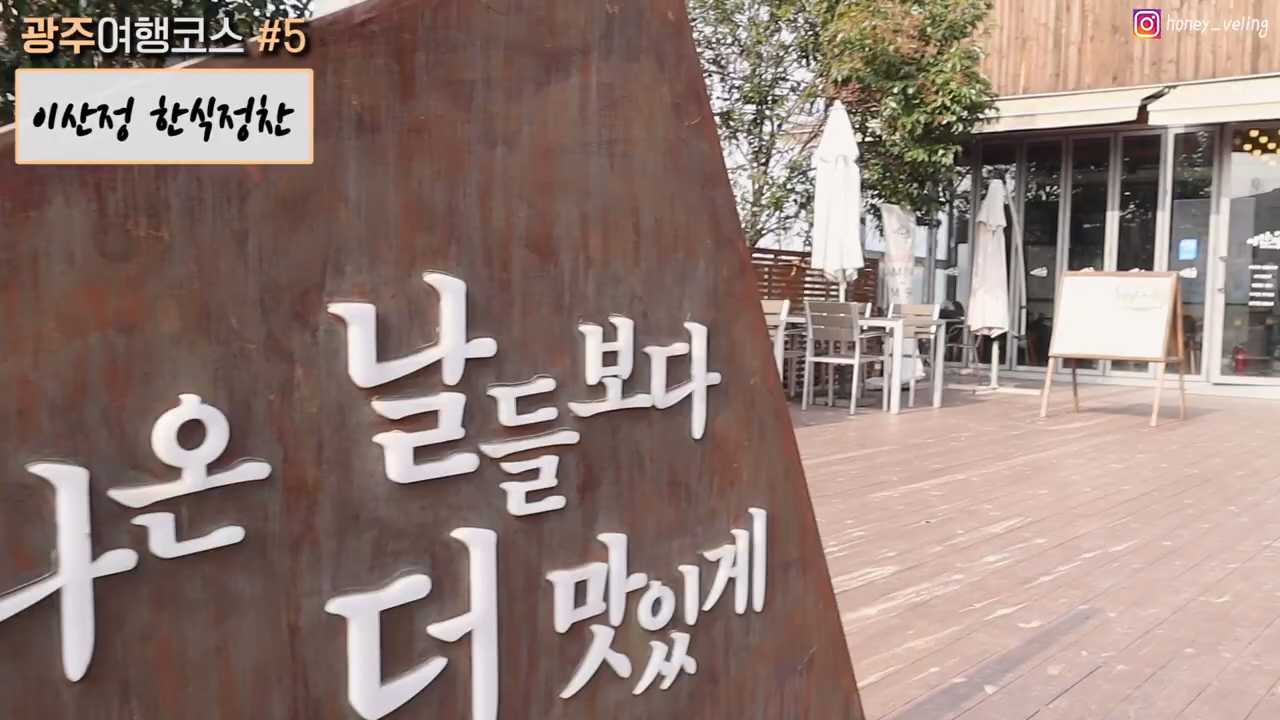 광주여행코스 #5
honey_veling
이산정 한식정찬
온 날들보다
더 맛있게